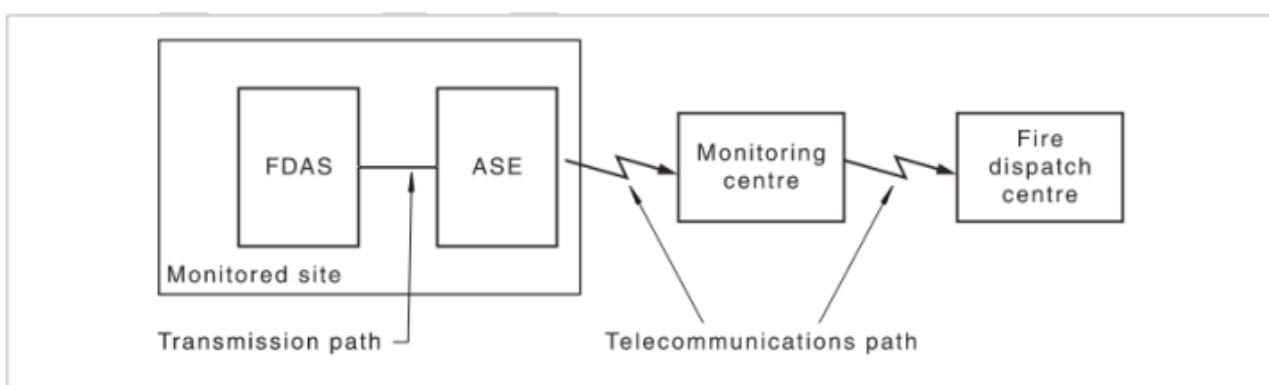 FDAS
ASE
Monitoring
centre
Fire
dispatch
centre
Monitored site
Transmission path
Telecommunications path